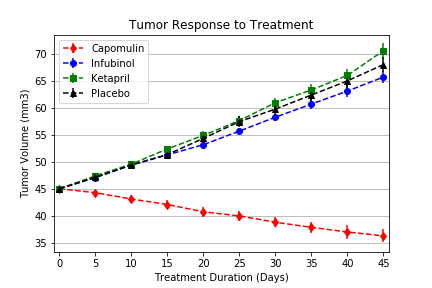 Tumor Response to Treatment
Capomulin
Infubinol
Ketapril
Placebo
Tumor Volume (mm3)
70
65
60
55
50
45
40
35
0 5 10 15 20 25 30 35 40 45
Treatment Duration (Days)